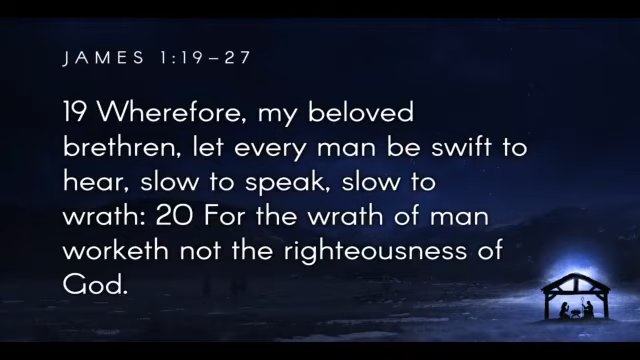 JAMES 1:19–27
19 Wherefore, my beloved
brethren, let every man be swift to
hear, slow to speak, slow to
wrath: 20 For the wrath of man
worketh not the righteousness of
God.